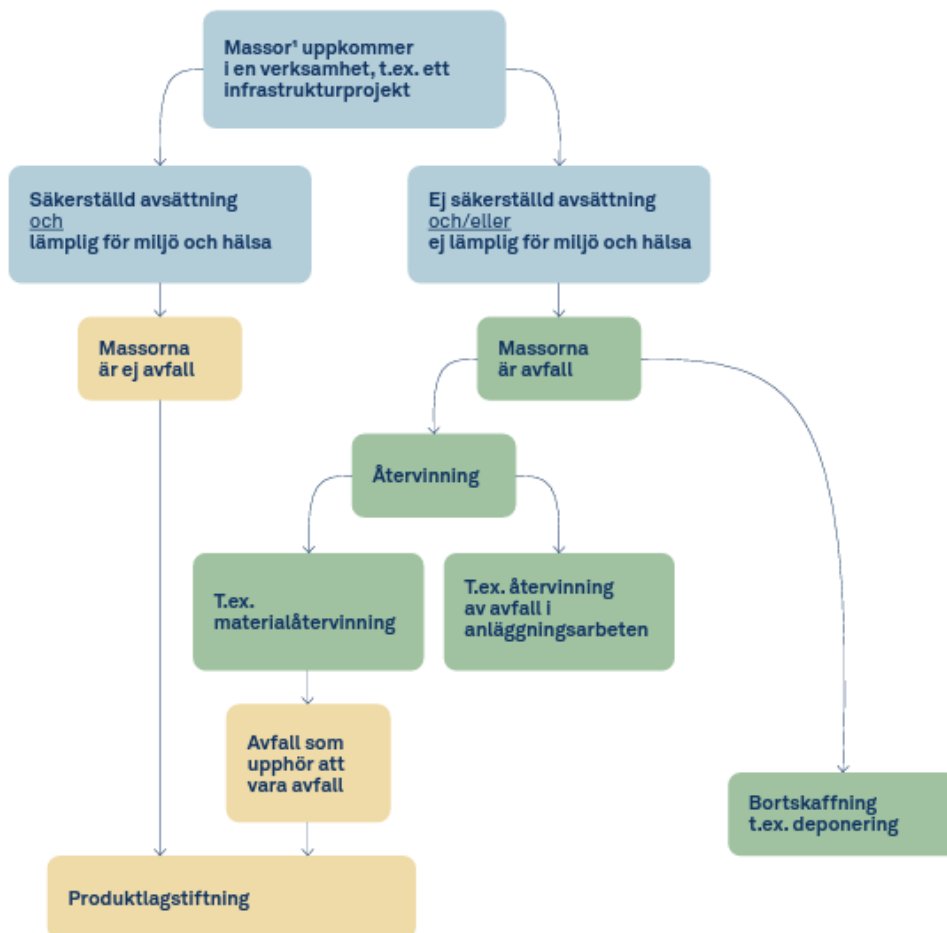 Massor¹ uppkommer
i en verksamhet, t.ex. ett
infrastrukturprojekt
Säkerställd avsättning
och
lämplig för miljö och hälsa
Ej säkerställd avsättning
och/eller
ej lämplig för miljö och hälsa
Massorna
är ej avfall
Massorna
är avfall
Återvinning
T.ex.
materialåtervinning
T.ex. återvinning
av avfall i
anläggningsarbeten
Avfall som
upphör att
vara avfall
Bortskaffning
t.ex. deponering
Produktlagstiftning